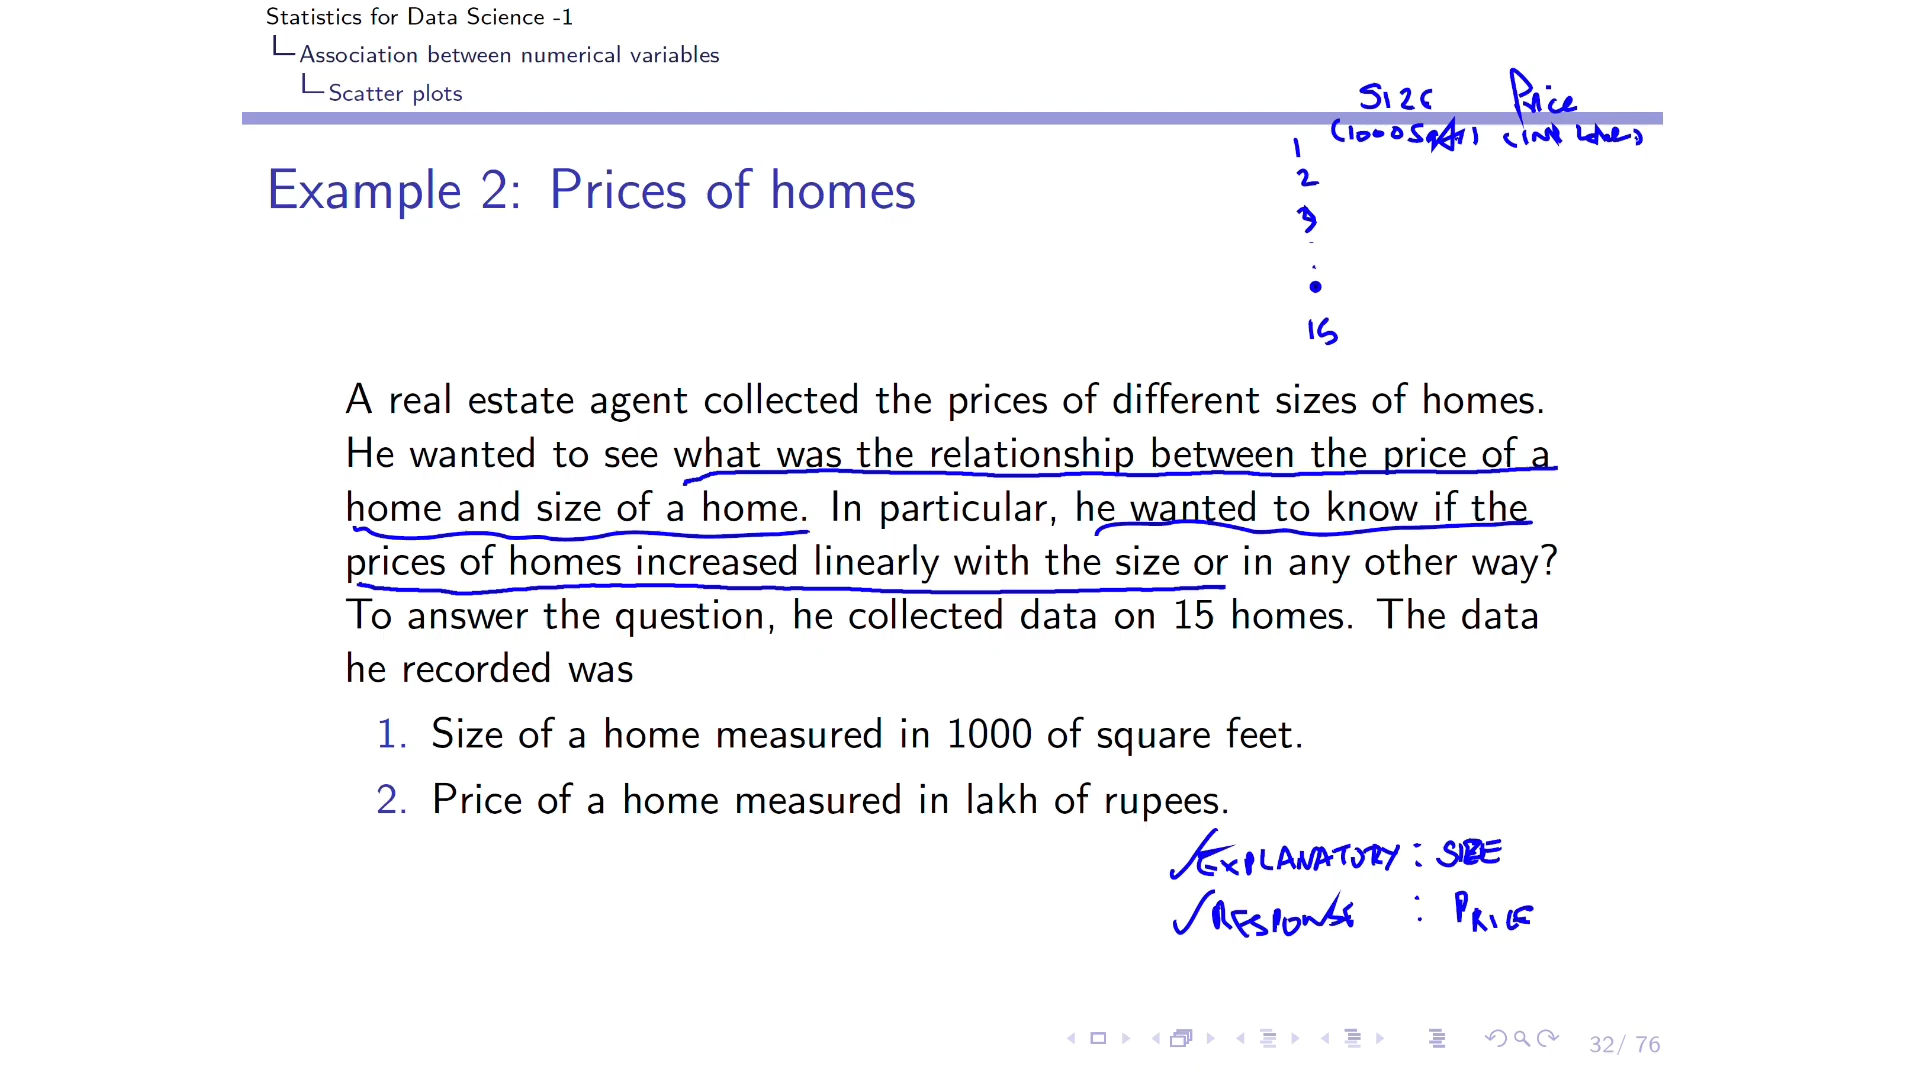 Statistics for Data Science -1
Association between numerical variables
Scatter plots
Size Price
(1000 sqft) (INR lakhs)
1
2
3
15
Example 2: Prices of homes
A real estate agent collected the prices of different sizes of homes.
He wanted to see what was the relationship between the price of a
home and size of a home. In particular, he wanted to know if the
prices of homes increased linearly with the size or in any other way?
To answer the question, he collected data on 15 homes. The data
he recorded was
1. Size of a home measured in 1000 of square feet.
2. Price of a home measured in lakh of rupees.
✓EXPLANATORY : SIZE
✓RESPONSE : PRICE
32/ 76